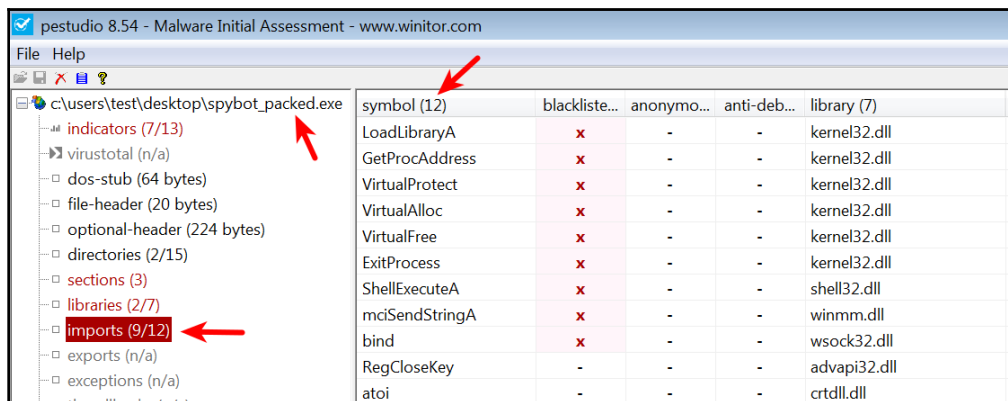 pestudio 8.54 - Malware Initial Assessment - www.winitor.com
File Help
c:\users\test\desktop\spybot_packed.exe
indicators (7/13)
virustotal (n/a)
dos-stub (64 bytes)
file-header (20 bytes)
optional-header (224 bytes)
directories (2/15)
sections (3)
libraries (2/7)
imports (9/12)
exports (n/a)
exceptions (n/a)
symbol (12) blackliste... anonymo... anti-deb... library (7)
LoadLibraryA x - - kernel32.dll
GetProcAddress x - - kernel32.dll
VirtualProtect x - - kernel32.dll
VirtualAlloc x - - kernel32.dll
VirtualFree x - - kernel32.dll
ExitProcess x - - kernel32.dll
ShellExecuteA x - - shell32.dll
mciSendStringA x - - winmm.dll
bind x - - wsock32.dll
RegCloseKey - - - advapi32.dll
atoi - - - crtdll.dll